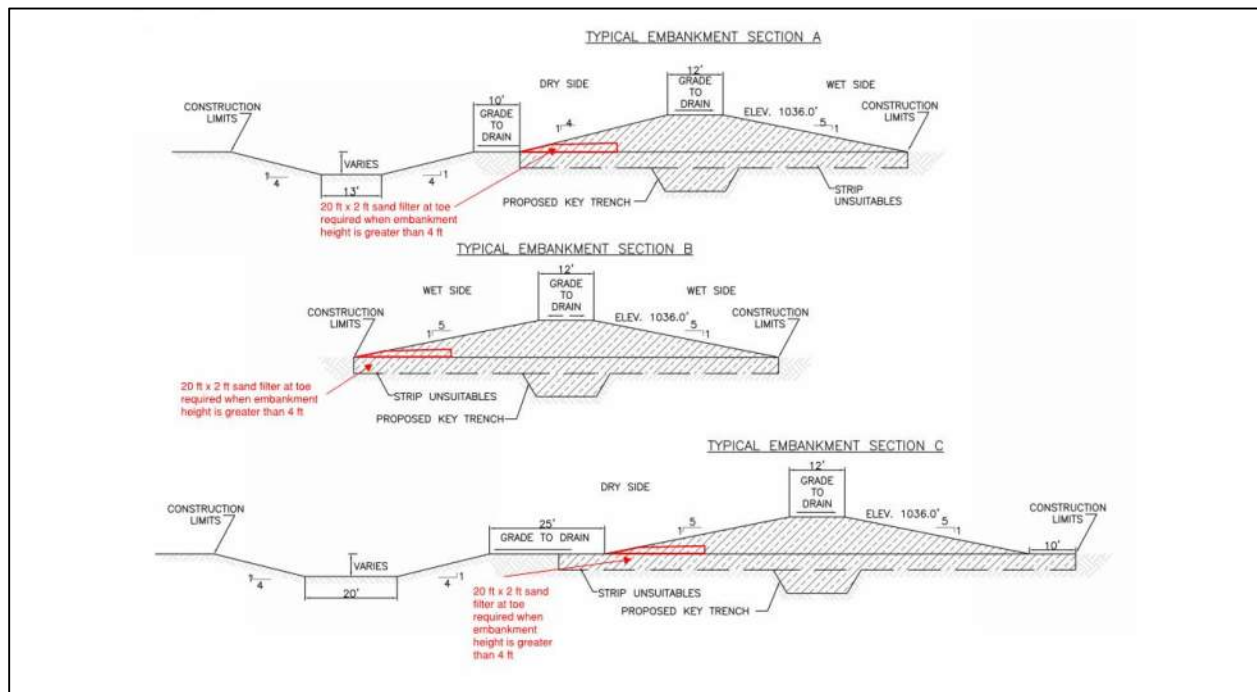 TYPICAL EMBANKMENT SECTION A
12'
DRY SIDE
GRADE
TO
DRAIN
WET SIDE
CONSTRUCTION
LIMITS
10'
GRADE
TO
DRAIN
1
4
ELEV. 1036.0'
5
1
CONSTRUCTION
LIMITS
VARIES
1
4
4
1
13'
STRIP
UNSUITABLES
PROPOSED KEY TRENCH
20 ft x 2 ft sand filter at toe
required when embankment
height is greater than 4 ft
TYPICAL EMBANKMENT SECTION B
12'
WET SIDE
GRADE
TO
DRAIN
WET SIDE
CONSTRUCTION
LIMITS
1
5
ELEV. 1036.0'
5
1
CONSTRUCTION
LIMITS
20 ft x 2 ft sand filter at toe
required when embankment
height is greater than 4 ft
STRIP UNSUITABLES
PROPOSED KEY TRENCH
TYPICAL EMBANKMENT SECTION C
12'
DRY SIDE
GRADE
TO
DRAIN
CONSTRUCTION
LIMITS
25'
GRADE TO DRAIN
1
5
ELEV. 1036.0'
5
1
CONSTRUCTION
LIMITS
10'
VARIES
1
4
4
1
20'
20 ft x 2 ft sand
filter at toe
required when
embankment
height is greater
than 4 ft
STRIP UNSUITABLES
PROPOSED KEY TRENCH